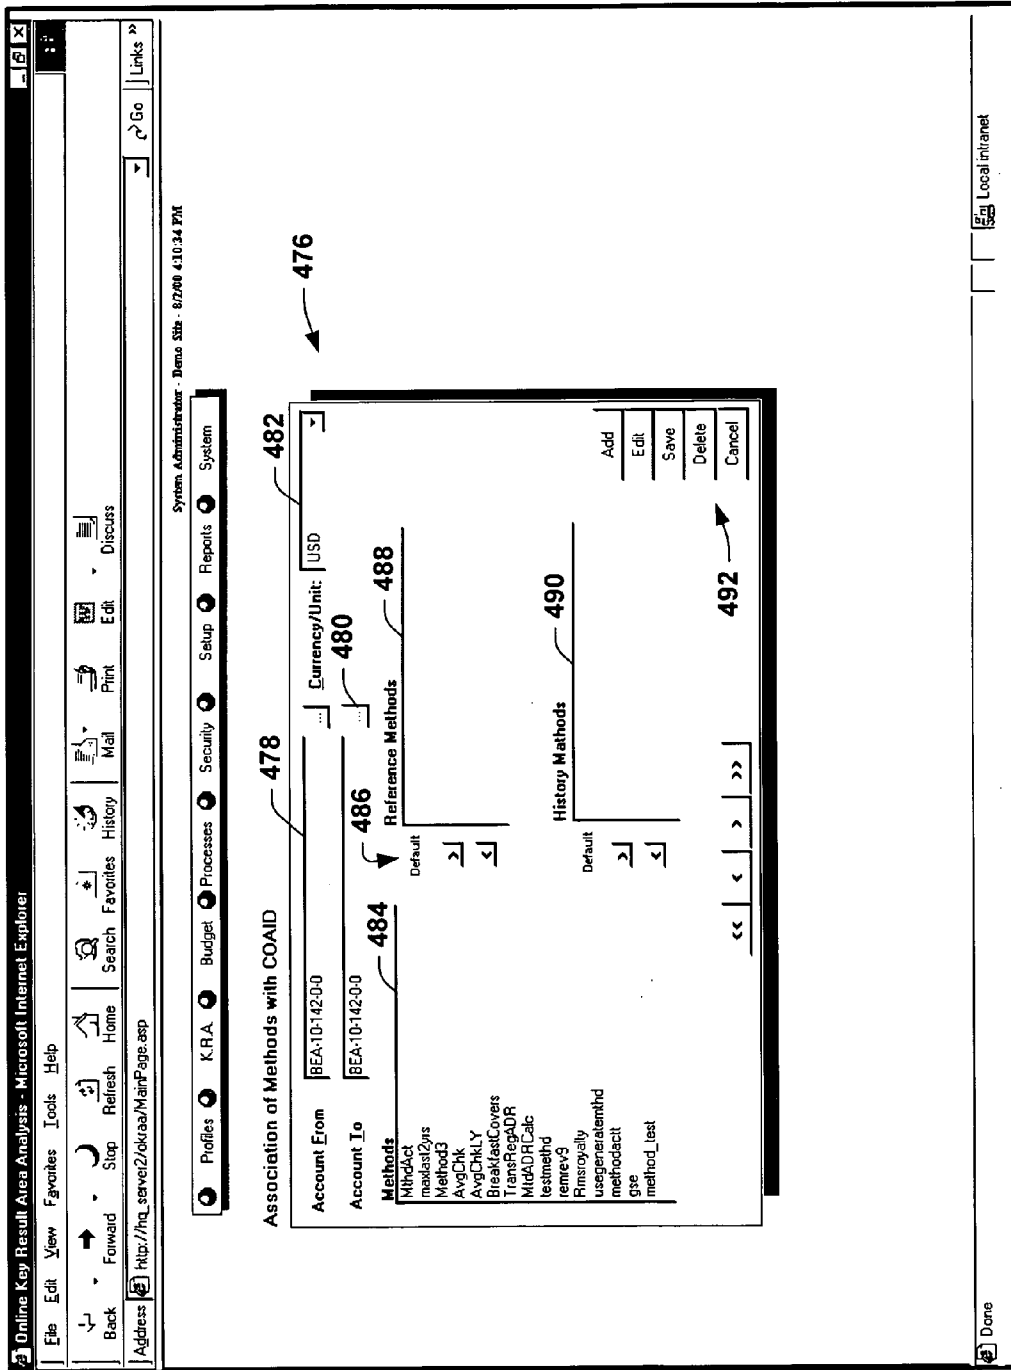 Online Key Result Area Analysis - Microsoft Internet Explorer
File Edit View Favorites Tools Help
Back Forward Stop Refresh Home Search Favorites History Mail Print Edit Discuss
Address http://hq_server2/okraa/MainPage.asp Go Links »
System Administrator - Demo Site - 8/2/00 4:10:34 PM
Profiles K.R.A. Budget Processes Security Setup Reports System
Association of Methods with COAID
478
482
476
Account From BEA-10-142-0-0 ... Currency/Unit: USD
Account To BEA-10-142-0-0 ...
480
484
486
488
Methods
MthdAct
maxlast2yrs
Method3
AvgChk
AvgChkLY
BreakfastCovers
TransRegADR
MtdADRCalc
testmethd
remrev9
Rmsroyalty
usegeneratemthd
methodactt
gse
method_test
Reference Methods
Default
>
<
490
History Mathods
Default
>
<
<< < > >>
Add
Edit
Save
Delete
Cancel
492
Done Local intranet